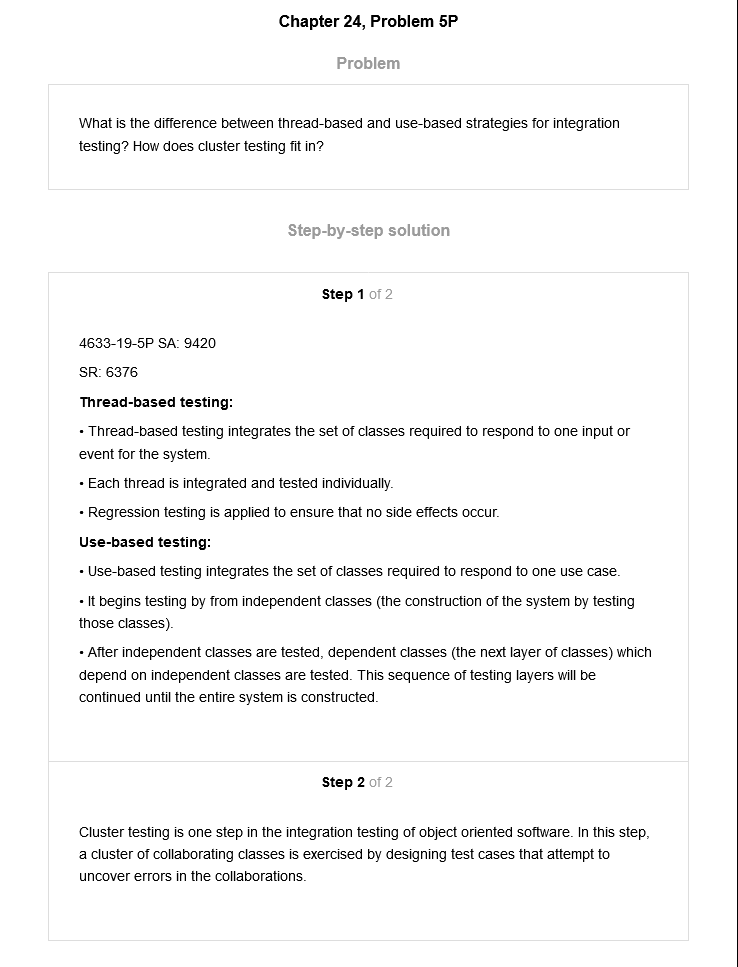 Chapter 24, Problem 5P
Problem
What is the difference between thread-based and use-based strategies for integration
testing? How does cluster testing fit in?
Step-by-step solution
Step 1 of 2
4633-19-5P SA: 9420
SR: 6376
Thread-based testing:
• Thread-based testing integrates the set of classes required to respond to one input or
event for the system.
• Each thread is integrated and tested individually.
• Regression testing is applied to ensure that no side effects occur.
Use-based testing:
• Use-based testing integrates the set of classes required to respond to one use case.
• It begins testing by from independent classes (the construction of the system by testing
those classes).
• After independent classes are tested, dependent classes (the next layer of classes) which
depend on independent classes are tested. This sequence of testing layers will be
continued until the entire system is constructed.
Step 2 of 2
Cluster testing is one step in the integration testing of object oriented software. In this step,
a cluster of collaborating classes is exercised by designing test cases that attempt to
uncover errors in the collaborations.